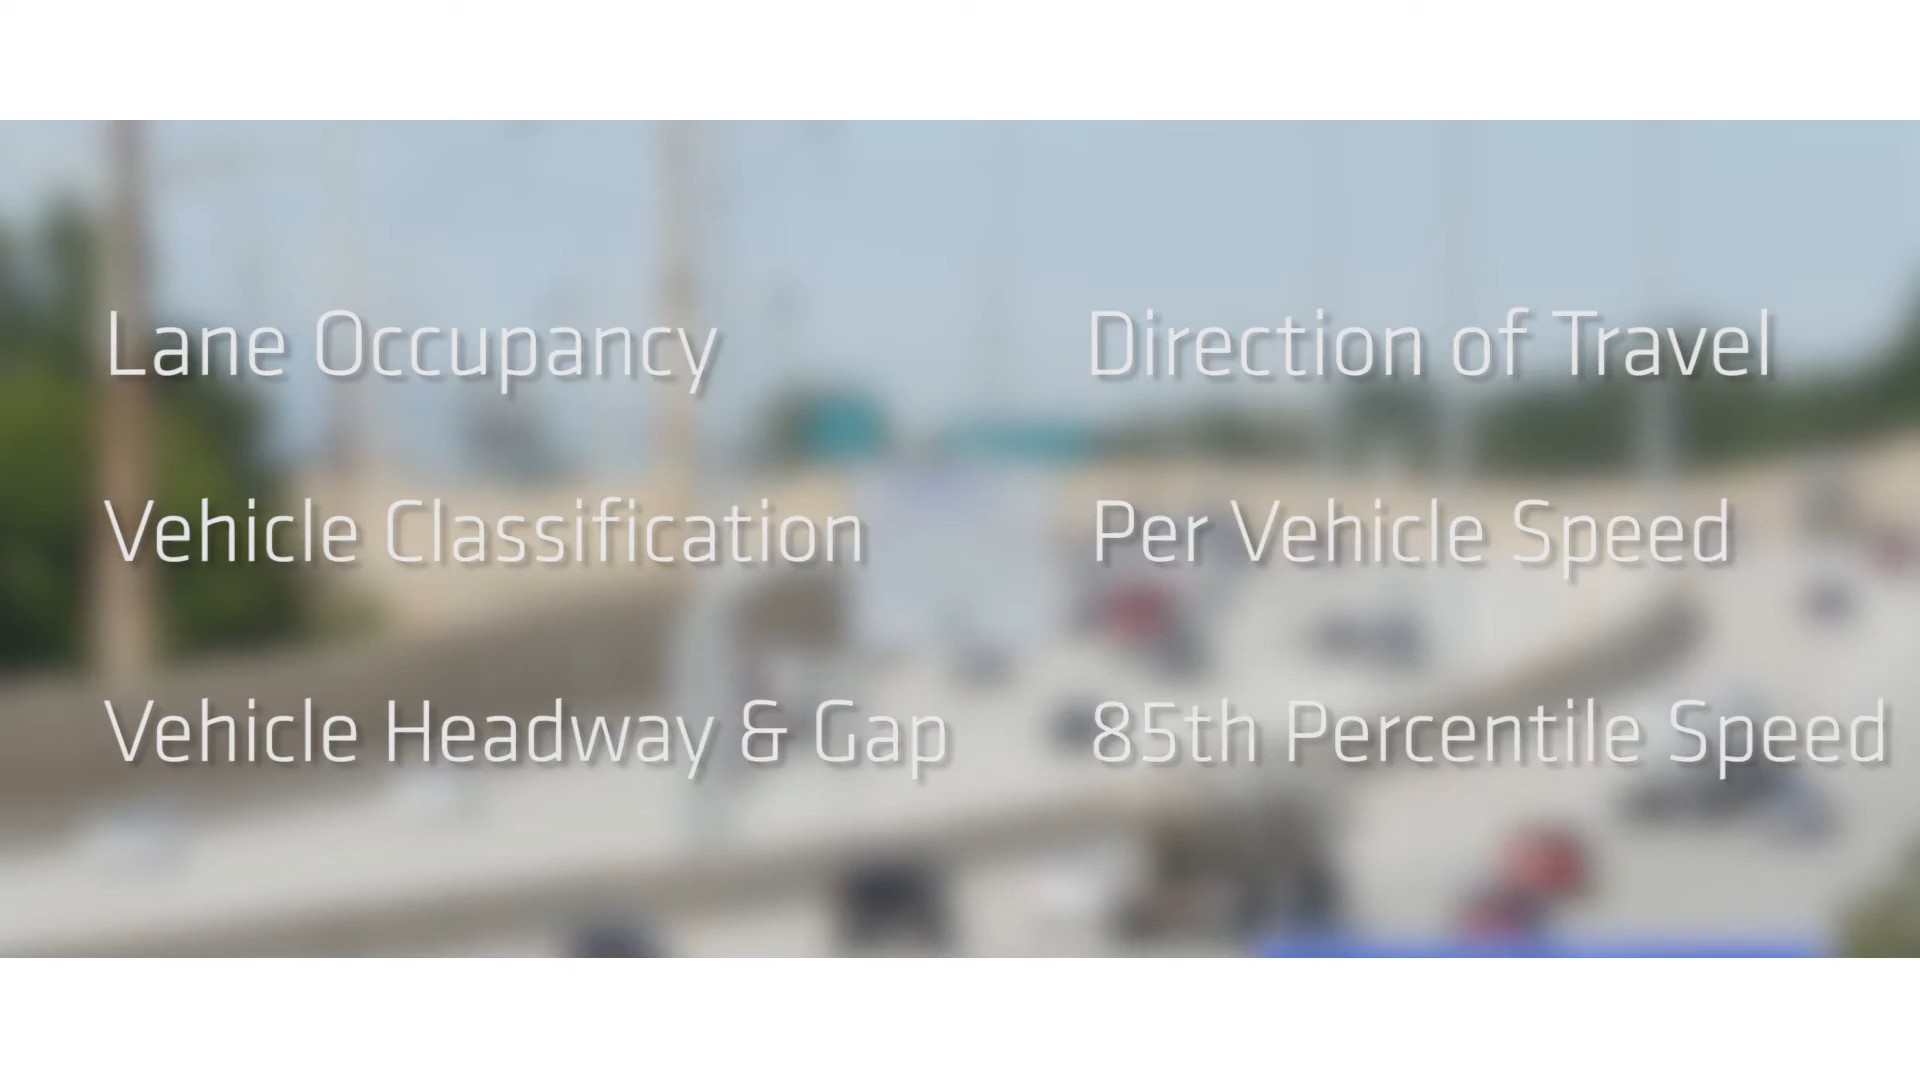 Lane Occupancy
Direction of Travel
Vehicle Classification
Per Vehicle Speed
Vehicle Headway & Gap
85th Percentile Speed